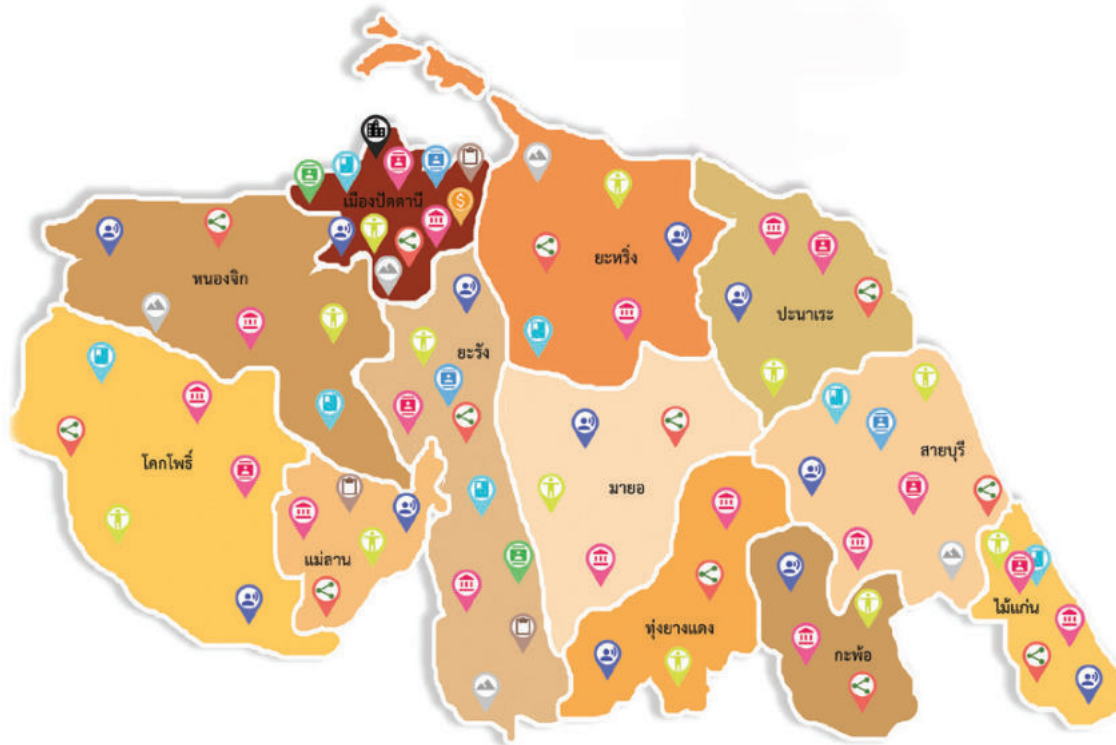 เมืองปัตตานี
หนองจิก
ยะหริ่ง
ปะนาเระ
ยะรัง
โคกโพธิ์
มายอ
สายบุรี
แม่ลาน
ทุ่งยางแดง
กะพ้อ
ไม้แก่น